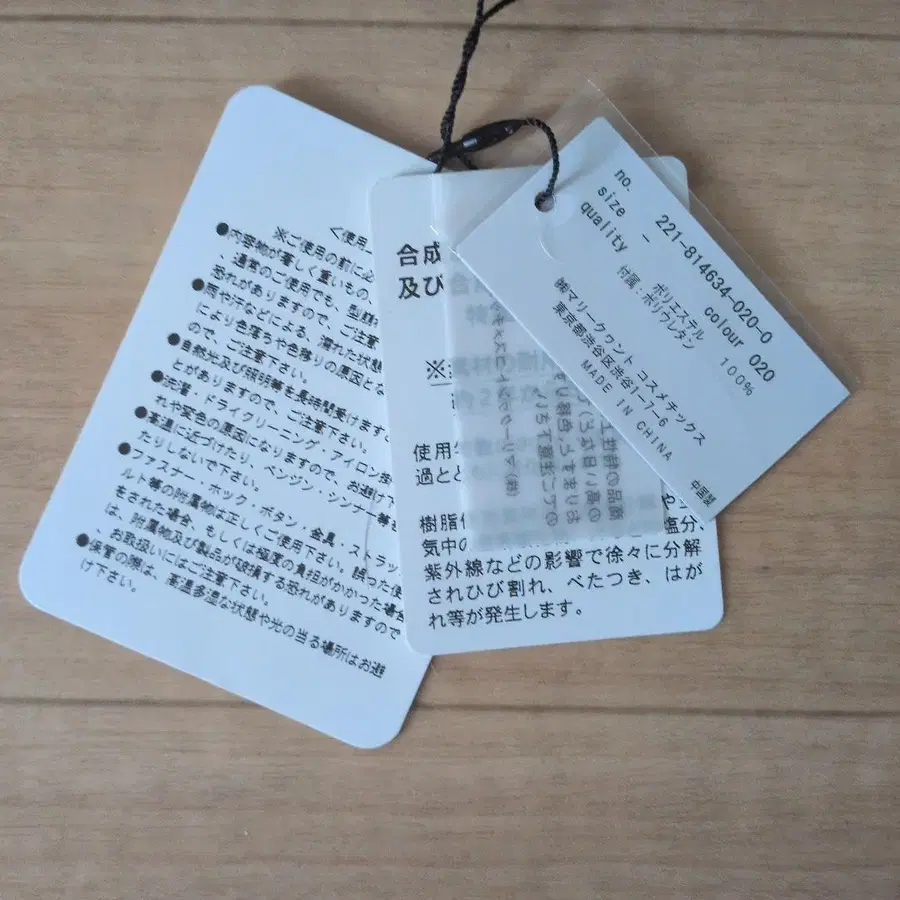 <使用
※ご使用の前に必
●内容物が著しく重いもの、
、通常のご使用でも、型崩れ
恐れがありますので、ご注意
●雨や汗などによる、濡れた状態
により色落ちや色移りの原因とな
ので、ご注意下さい。
●自然光及び照明等を長時間受けますと
とがありますので、ご注意下さい。
●洗濯・ドライクリーニング・アイロン掛
れや変色の原因になりますので、お避け下
●高温に近づけたり、ベンジン・シンナー等を
たりしないで下さい。
●ファスナー・ホック・ボタン・金具・ストラッ
ルト等の附属物は正しくご使用下さい。誤った使
をされた場合、もしくは極度の負担がかかった場合
は、附属物及び製品が破損する恐れがありますので
、お取扱いにはご注意下さい。
●保管の際は、高温多湿な状態や光の当る場所はお避
け下さい。
合成
及び
使用
過とと
樹脂
気中の
塩分、
紫外線などの影響で徐々に分解
されひび割れ、べたつき、はが
れ等が発生します。
no. 221-814634-020-0
size - colour 020
quality
ポリエステル 100%
付属:ポリウレタン
㈱マリークヮント コスメチックス
東京都渋谷区渋谷1-7-6
MADE IN CHINA
中国製